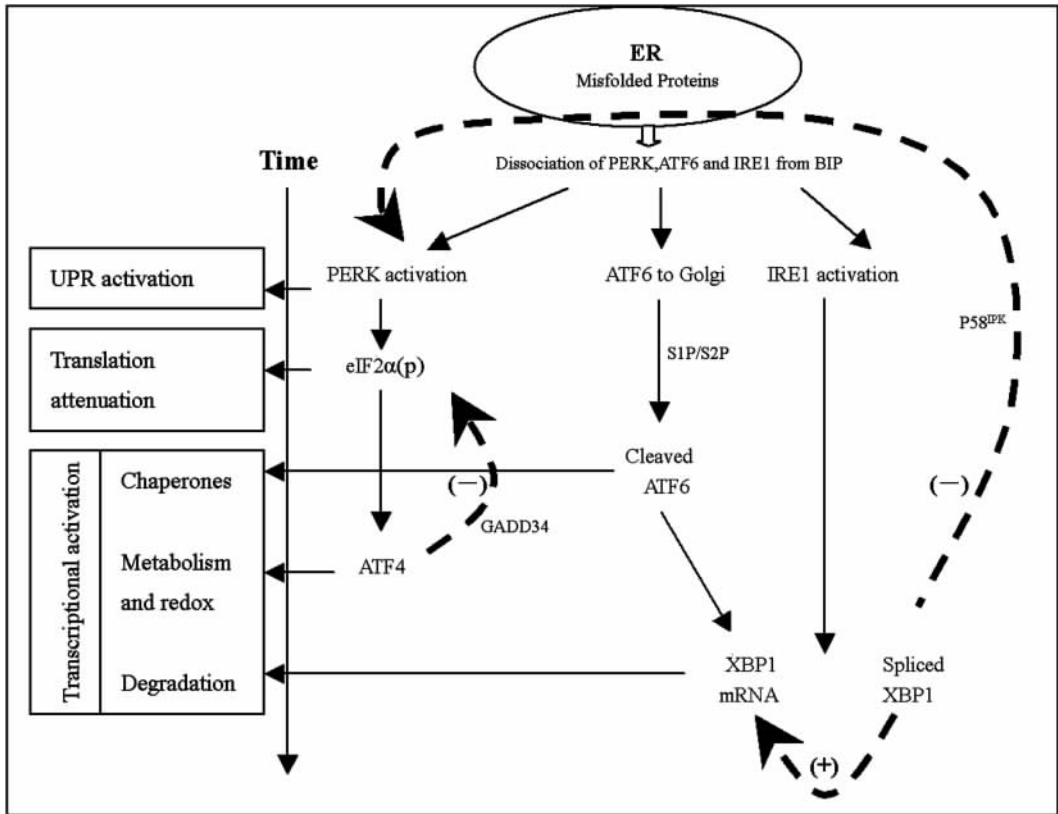 ER
Misfolded Proteins
Time
Dissociation of PERK,ATF6 and IRE1 from BIP
UPR activation
PERK activation
ATF6 to Golgi
IRE1 activation
P58IPK
Translation
attenuation
eIF2α(p)
S1P/S2P
Transcriptional activation
Chaperones
Cleaved
ATF6
(—)
(—)
GADD34
Metabolism
and redox
ATF4
Degradation
XBP1
mRNA
Spliced
XBP1
(+)